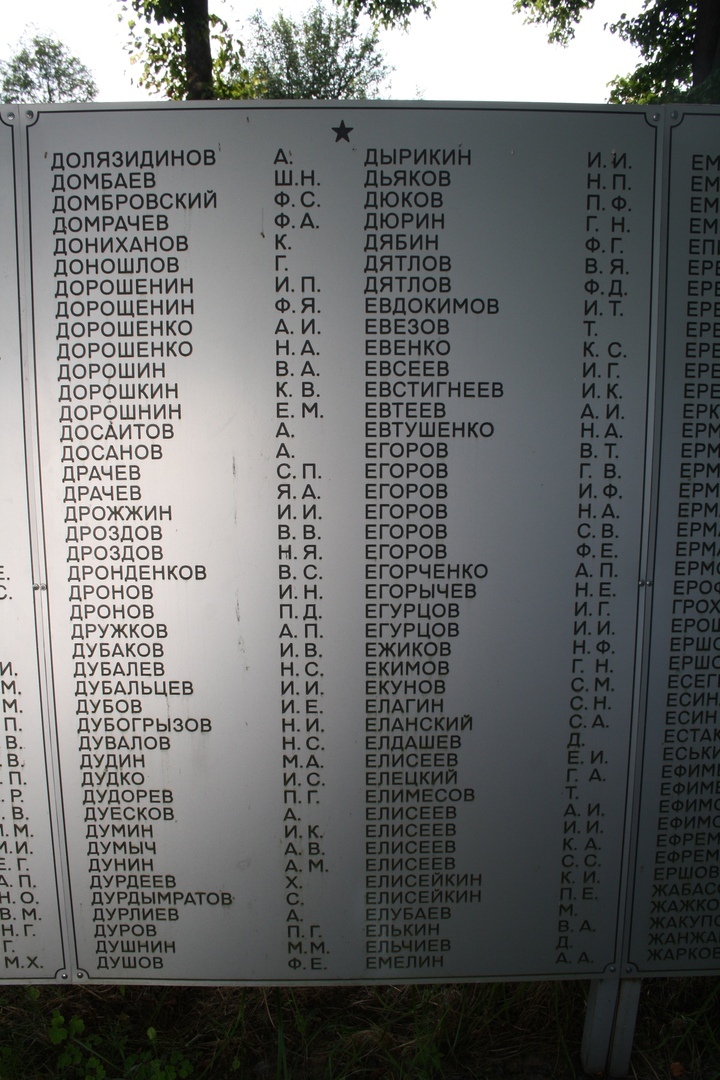 ДОЛЯЗИДИНОВ А.
ДОМБАЕВ Ш.Н.
ДОМБРОВСКИЙ Ф.С.
ДОМРАЧЕВ Ф.А.
ДОНИХАНОВ К.
ДОНОШЛОВ Г.
ДОРОШЕНИН И.П.
ДОРОЩЕНИН Ф.Я.
ДОРОШЕНКО А.И.
ДОРОШЕНКО Н.А.
ДОРОШИН В.А.
ДОРОШКИН К.В.
ДОРОШНИН Е.М.
ДОСАИТОВ А.
ДОСАНОВ А.
ДРАЧЕВ С.П.
ДРАЧЕВ Я.А.
ДРОЖЖИН И.И.
ДРОЗДОВ В.В.
ДРОЗДОВ Н.Я.
ДРОНДЕНКОВ В.С.
ДРОНОВ И.Н.
ДРОНОВ П.Д.
ДРУЖКОВ А.П.
ДУБАКОВ И.В.
ДУБАЛЕВ Н.С.
ДУБАЛЬЦЕВ И.И.
ДУБОВ И.Е.
ДУБОГРЫЗОВ Н.И.
ДУВАЛОВ Н.С.
ДУДИН М.А.
ДУДКО И.С.
ДУДОРЕВ П.Г.
ДУЕСКОВ А.
ДУМИН И.К.
ДУМЫЧ А.В.
ДУНИН А.М.
ДУРДЕЕВ Х.
ДУРДЫМРАТОВ С.
ДУРЛИЕВ А.
ДУРОВ П.Г.
ДУШНИН М.М.
ДУШОВ Ф.Е.
ДЫРИКИН И.И.
ДЬЯКОВ Н.П.
ДЮКОВ П.Ф.
ДЮРИН Г.Н.
ДЯБИН Ф.Г.
ДЯТЛОВ В.Я.
ДЯТЛОВ Ф.Д.
ЕВДОКИМОВ И.Т.
ЕВЕЗОВ Т.
ЕВЕНКО К.С.
ЕВСЕЕВ И.Г.
ЕВСТИГНЕЕВ И.К.
ЕВТЕЕВ А.И.
ЕВТУШЕНКО Н.А.
ЕГОРОВ В.Т.
ЕГОРОВ Г.В.
ЕГОРОВ И.Ф.
ЕГОРОВ Н.А.
ЕГОРОВ С.В.
ЕГОРОВ Ф.Е.
ЕГОРЧЕНКО А.П.
ЕГОРЫЧЕВ Н.Е.
ЕГУРЦОВ И.Г.
ЕГУРЦОВ И.И.
ЕЖИКОВ Н.Ф.
ЕКИМОВ Г.Н.
ЕКУНОВ С.М.
ЕЛАГИН С.Н.
ЕЛАНСКИЙ С.А.
ЕЛДАШЕВ Д.
ЕЛИСЕЕВ Е.И.
ЕЛЕЦКИЙ Г.А.
ЕЛИМЕСОВ Т.
ЕЛИСЕЕВ А.И.
ЕЛИСЕЕВ И.И.
ЕЛИСЕЕВ К.А.
ЕЛИСЕЕВ С.С.
ЕЛИСЕЙКИН К.И.
ЕЛИСЕЙКИН П.Е.
ЕЛУБАЕВ М.
ЕЛЬКИН В.А.
ЕЛЬЧИЕВ Д.
ЕМЕЛИН А.А.